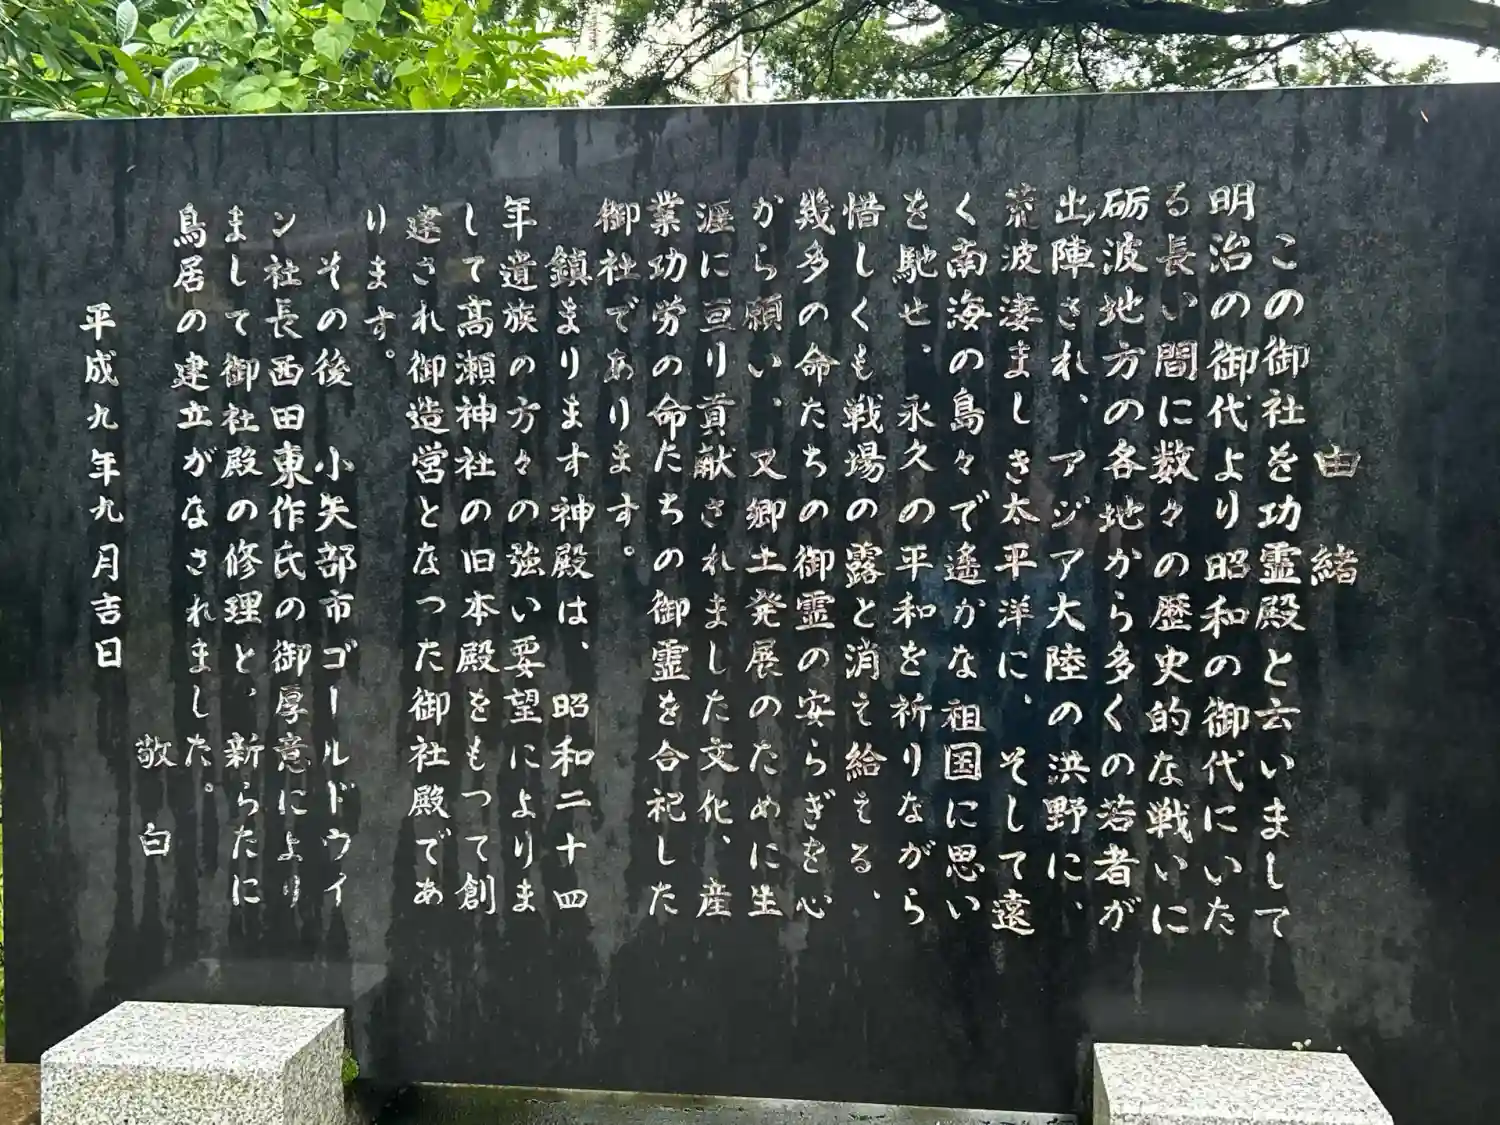 由緒
この御社を功霊殿と云いまして
明治の御代より昭和の御代にいた
る長い間に数々の歴史的な戦いに
砺波地方の各地から多くの若者が
出陣され、アジア大陸の洪野に、
荒波凄ましき太平洋に、そして遠
く南海の島々で遙かな祖国に思い
を馳せ、永久の平和を祈りながら
惜しくも戦場の露と消え給える、
幾多の命たちの御霊の安らぎを心
から願い、又郷土発展のために生
涯に亘り貢献されました文化、産
業功労の命たちの御霊を合祀した
御社であります。
鎮まります神殿は、昭和二十四
年遺族の方々の強い要望によりま
して高瀬神社の旧本殿をもつて創
建され御造営となつた御社殿であ
ります。
その後 小矢部市ゴールドウイ
ン社長西田東作氏の御厚意により
まして御社殿の修理と、新らたに
鳥居の建立がなされました。
敬白
平成九年九月吉日